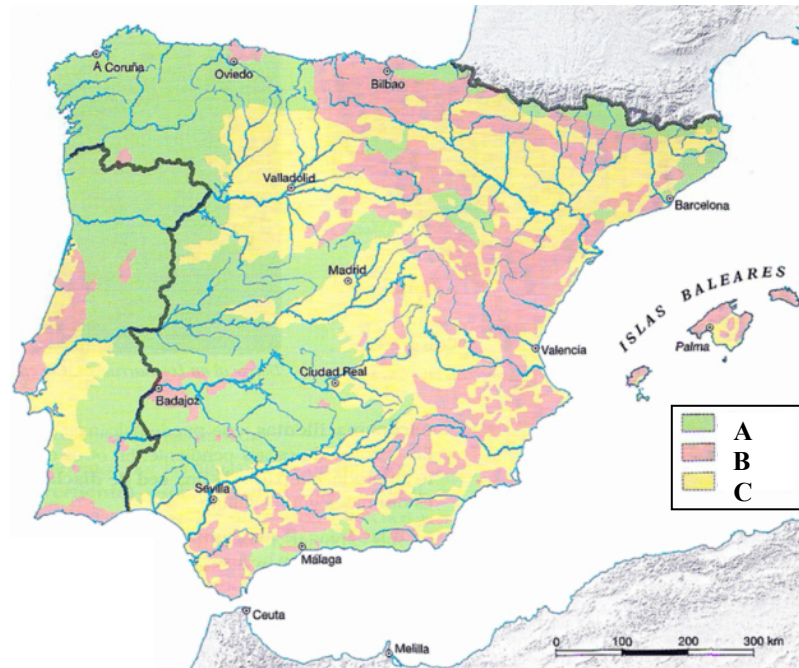 A Coruña
Oviedo
Bilbao
Valladolid
Barcelona
Madrid
ISLAS BALEARES
Palma
Valencia
Ciudad Real
Badajoz
Sevilla
Málaga
Ceuta
Melilla
A
B
C
0 100 200 300 km